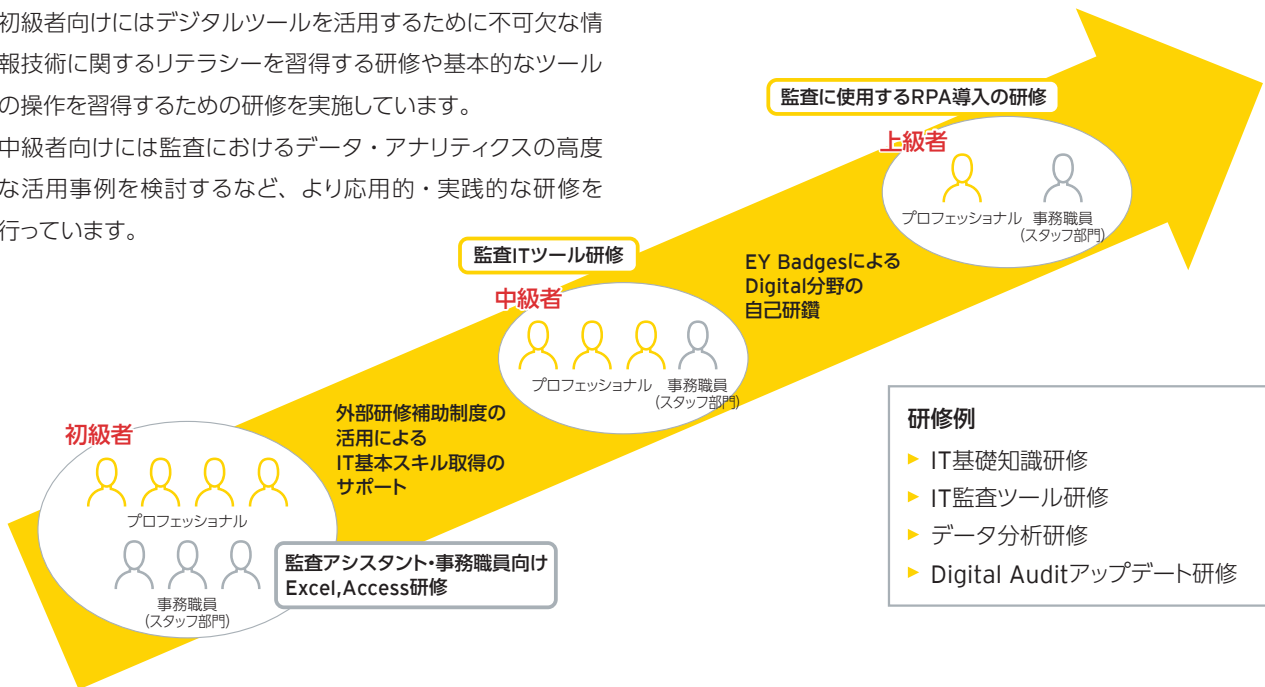 初級者向けにはデジタルツールを活用するために不可欠な情
報技術に関するリテラシーを習得する研修や基本的なツール
の操作を習得するための研修を実施しています。
中級者向けには監査におけるデータ・アナリティクスの高度
な活用事例を検討するなど、より応用的・実践的な研修を
行っています。
監査に使用するRPA導入の研修
上級者
プロフェッショナル
事務職員
(スタッフ部門)
監査ITツール研修
中級者
プロフェッショナル
事務職員
(スタッフ部門)
EY Badgesによる
Digital分野の
自己研鑽
初級者
プロフェッショナル
事務職員
(スタッフ部門)
外部研修補助制度の
活用による
IT基本スキル取得の
サポート
監査アシスタント・事務職員向け
Excel,Access研修
研修例
► IT基礎知識研修
► IT監査ツール研修
► データ分析研修
► Digital Auditアップデート研修